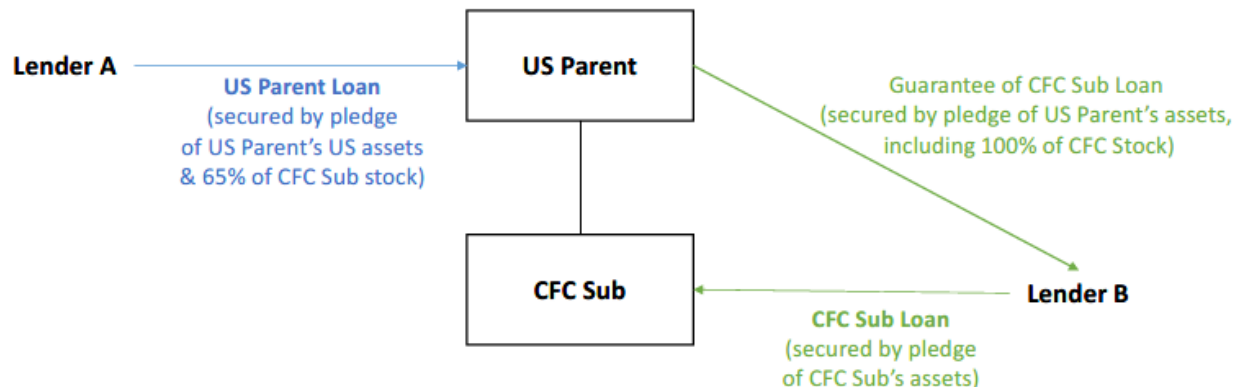 Lender A
US Parent Loan
(secured by pledge
of US Parent's US assets
& 65% of CFC Sub stock)
US Parent
Guarantee of CFC Sub Loan
(secured by pledge of US Parent's assets,
including 100% of CFC Stock)
CFC Sub
Lender B
CFC Sub Loan
(secured by pledge
of CFC Sub's assets)